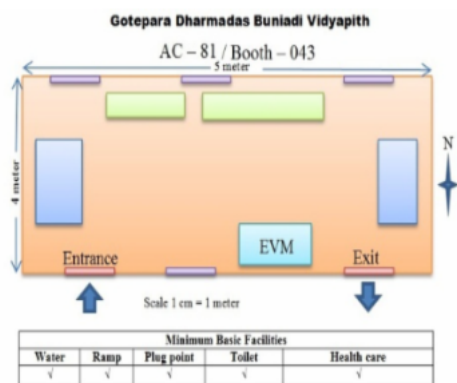 Gotepara Dharmadas Buniadi Vidyapith
AC – 81 / Booth – 043
5 meter
4 meter
N
EVM
Entrance
Exit
Scale 1 cm = 1 meter
Minimum Basic Facilities
Water Ramp Plug point Toilet Health care
√ √ √ √ √